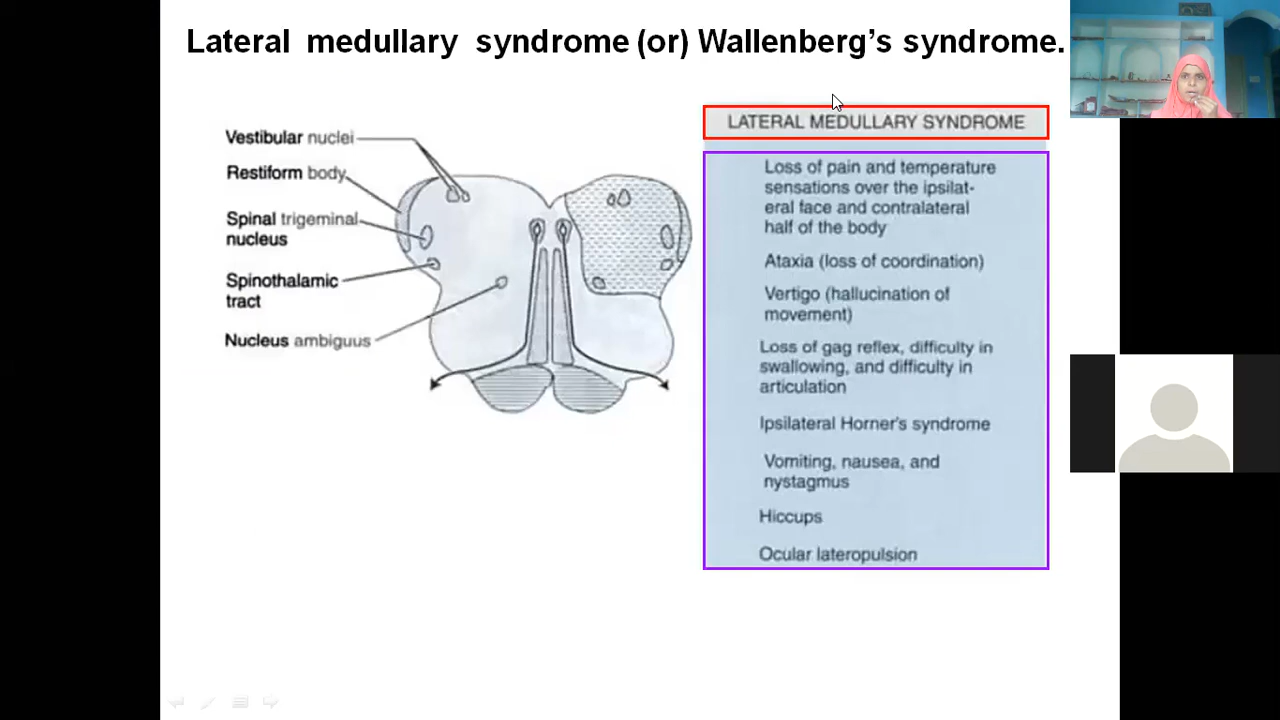 Lateral medullary syndrome (or) Wallenberg’s syndrome.
Vestibular nuclei
Restiform body
Spinal trigeminal
nucleus
Spinothalamic
tract
Nucleus ambiguus
LATERAL MEDULLARY SYNDROME
Loss of pain and temperature
sensations over the ipsilat-
eral face and contralateral
half of the body
Ataxia (loss of coordination)
Vertigo (hallucination of
movement)
Loss of gag reflex, difficulty in
swallowing, and difficulty in
articulation
Ipsilateral Horner's syndrome
Vomiting, nausea, and
nystagmus
Hiccups
Ocular lateropulsion